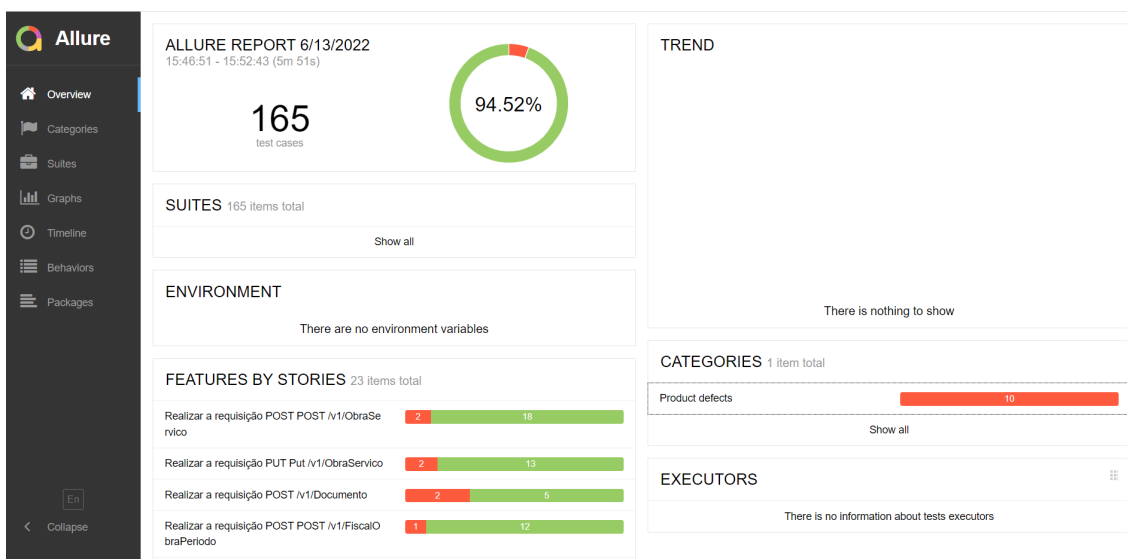 Allure
Overview
Categories
Suites
Graphs
Timeline
Behaviors
Packages
En
Collapse
ALLURE REPORT 6/13/2022
15:46:51 - 15:52:43 (5m 51s)
165
test cases
94.52%
SUITES 165 items total
Show all
ENVIRONMENT
There are no environment variables
FEATURES BY STORIES 23 items total
Realizar a requisição POST POST /v1/ObraSe
rvico
2 18
Realizar a requisição PUT Put /v1/ObraServico 2 13
Realizar a requisição POST /v1/Documento 2 5
Realizar a requisição POST POST /v1/FiscalO
braPeriodo
1 12
TREND
There is nothing to show
CATEGORIES 1 item total
Product defects 10
Show all
EXECUTORS
There is no information about tests executors